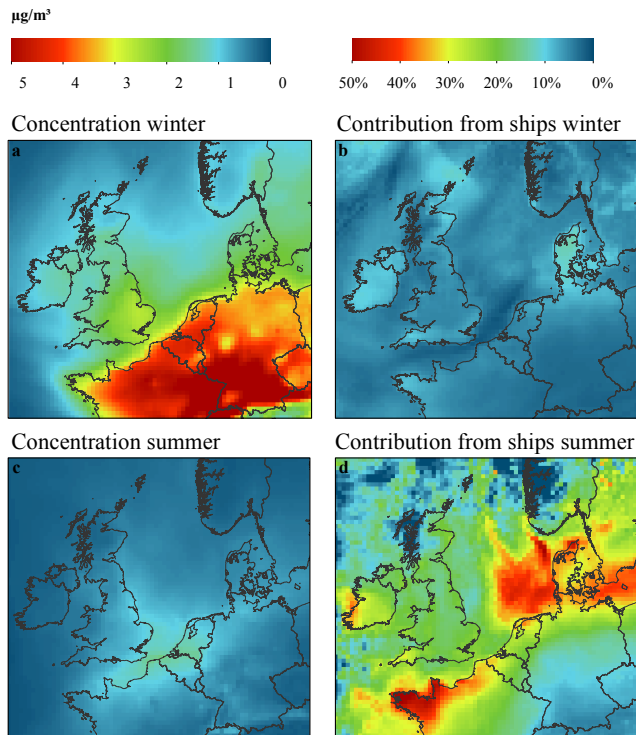 µg/m³
5 4 3 2 1 0
50% 40% 30% 20% 10% 0%
Concentration winter
Contribution from ships winter
a
b
Concentration summer
Contribution from ships summer
c
d